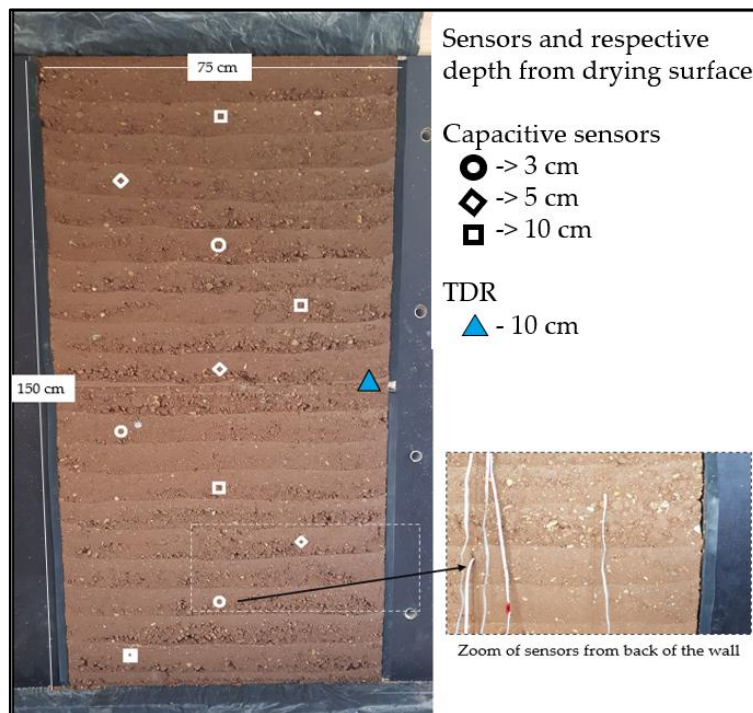 75 cm
150 cm
Sensors and respective
depth from drying surface
Capacitive sensors
-> 3 cm
-> 5 cm
-> 10 cm
TDR
- 10 cm
Zoom of sensors from back of the wall